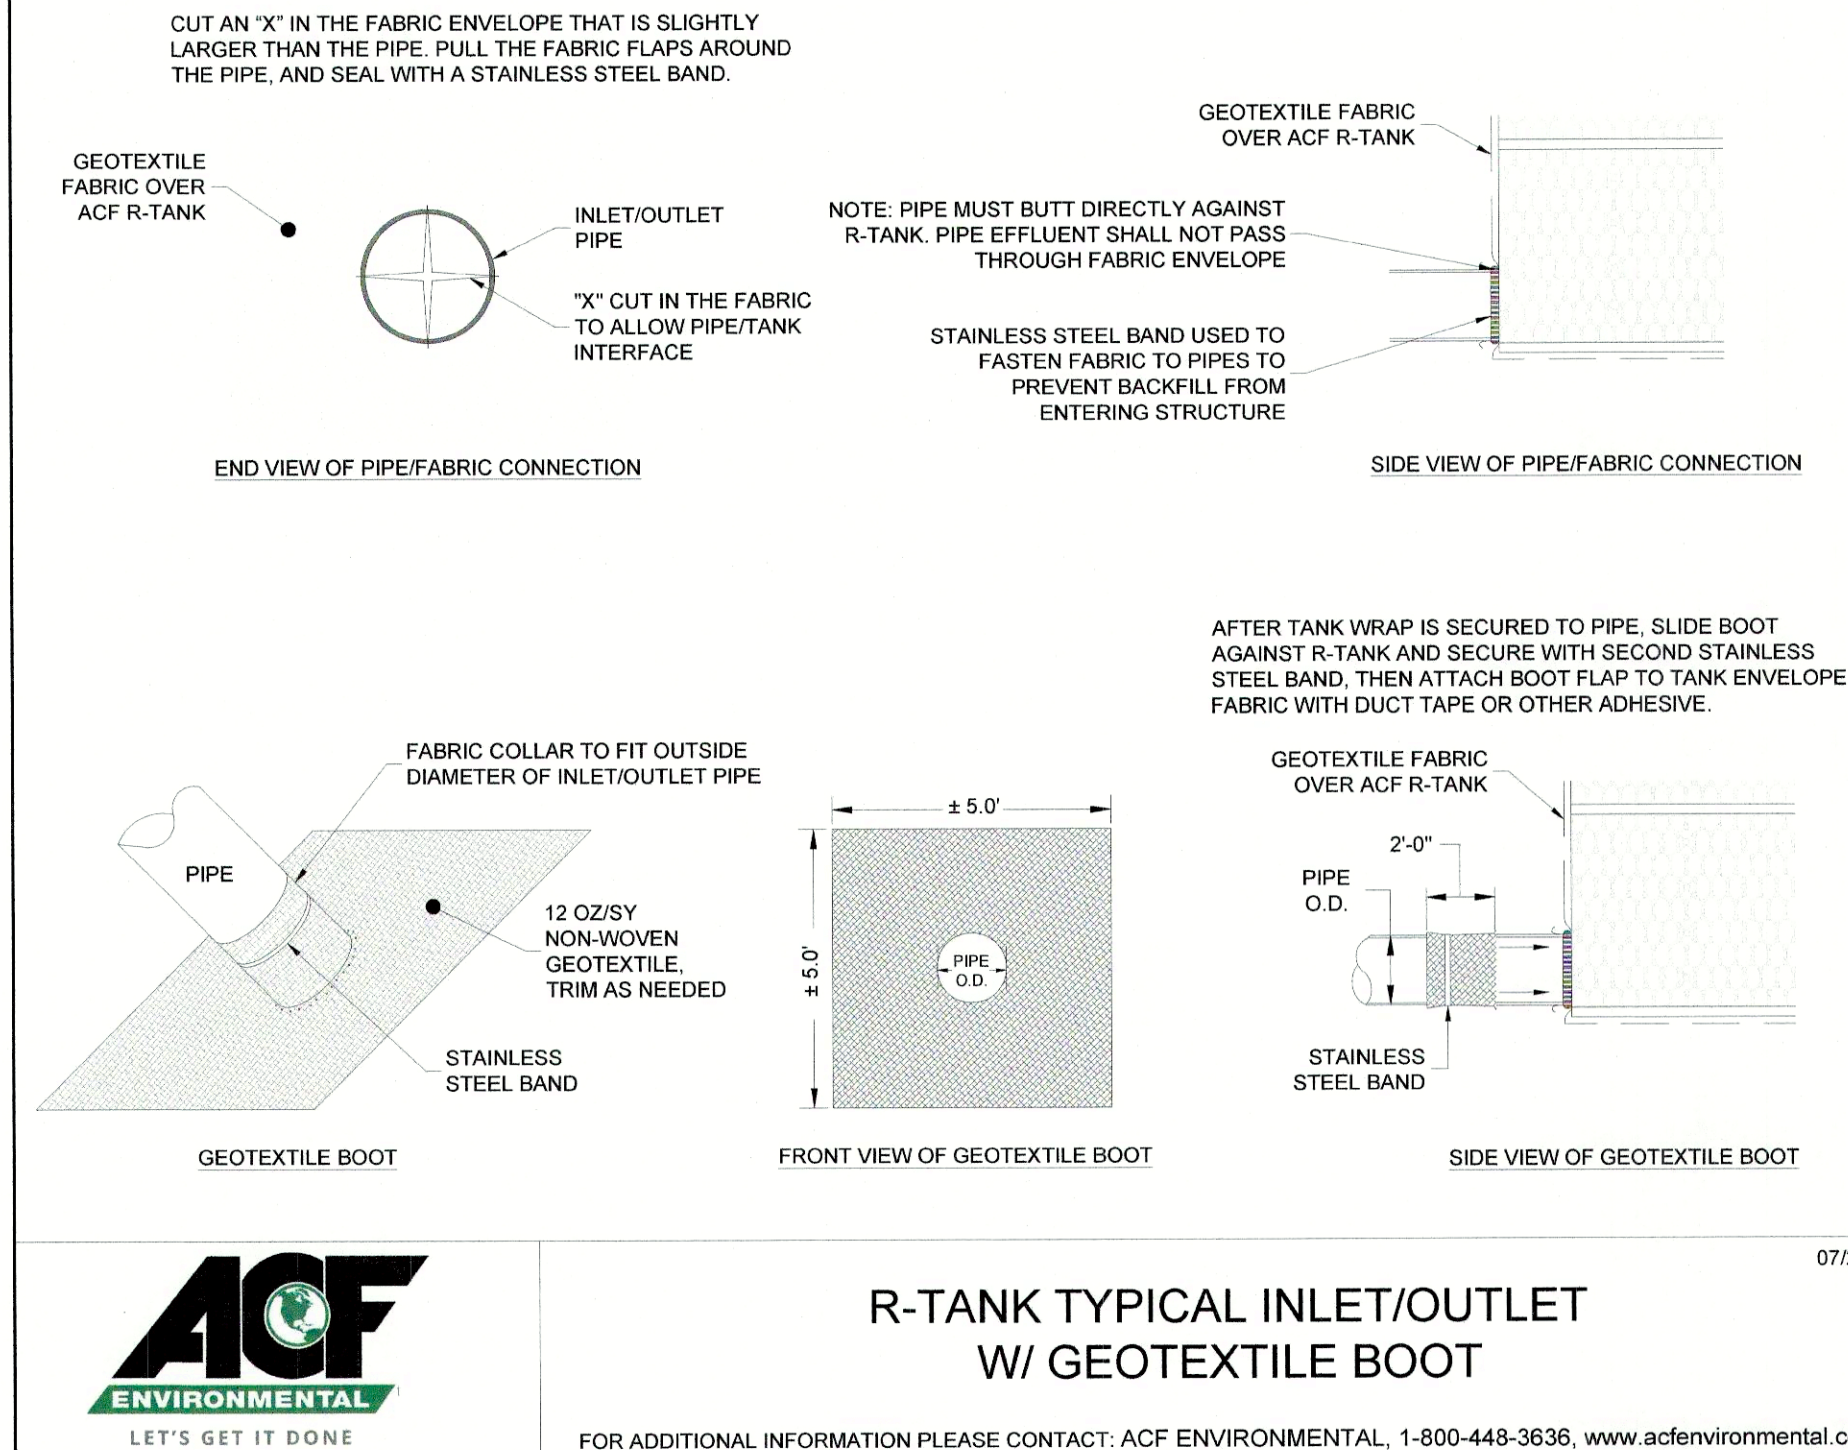 CUT AN “X” IN THE FABRIC ENVELOPE THAT IS SLIGHTLY
LARGER THAN THE PIPE. PULL THE FABRIC FLAPS AROUND
THE PIPE, AND SEAL WITH A STAINLESS STEEL BAND.
GEOTEXTILE
FABRIC OVER
ACF R-TANK
INLET/OUTLET
PIPE
"X" CUT IN THE FABRIC
TO ALLOW PIPE/TANK
INTERFACE
END VIEW OF PIPE/FABRIC CONNECTION
GEOTEXTILE FABRIC
OVER ACF R-TANK
NOTE: PIPE MUST BUTT DIRECTLY AGAINST
R-TANK. PIPE EFFLUENT SHALL NOT PASS
THROUGH FABRIC ENVELOPE
STAINLESS STEEL BAND USED TO
FASTEN FABRIC TO PIPES TO
PREVENT BACKFILL FROM
ENTERING STRUCTURE
SIDE VIEW OF PIPE/FABRIC CONNECTION
FABRIC COLLAR TO FIT OUTSIDE
DIAMETER OF INLET/OUTLET PIPE
PIPE
12 OZ/SY
NON-WOVEN
GEOTEXTILE,
TRIM AS NEEDED
STAINLESS
STEEL BAND
GEOTEXTILE BOOT
± 5.0'
± 5.0'
PIPE
O.D.
FRONT VIEW OF GEOTEXTILE BOOT
AFTER TANK WRAP IS SECURED TO PIPE, SLIDE BOOT
AGAINST R-TANK AND SECURE WITH SECOND STAINLESS
STEEL BAND, THEN ATTACH BOOT FLAP TO TANK ENVELOPE
FABRIC WITH DUCT TAPE OR OTHER ADHESIVE.
GEOTEXTILE FABRIC
OVER ACF R-TANK
2'-0"
PIPE
O.D.
STAINLESS
STEEL BAND
SIDE VIEW OF GEOTEXTILE BOOT
ACF
ENVIRONMENTAL
LET'S GET IT DONE
07/
R-TANK TYPICAL INLET/OUTLET
W/ GEOTEXTILE BOOT
FOR ADDITIONAL INFORMATION PLEASE CONTACT: ACF ENVIRONMENTAL, 1-800-448-3636, www.acfenvironmental.c